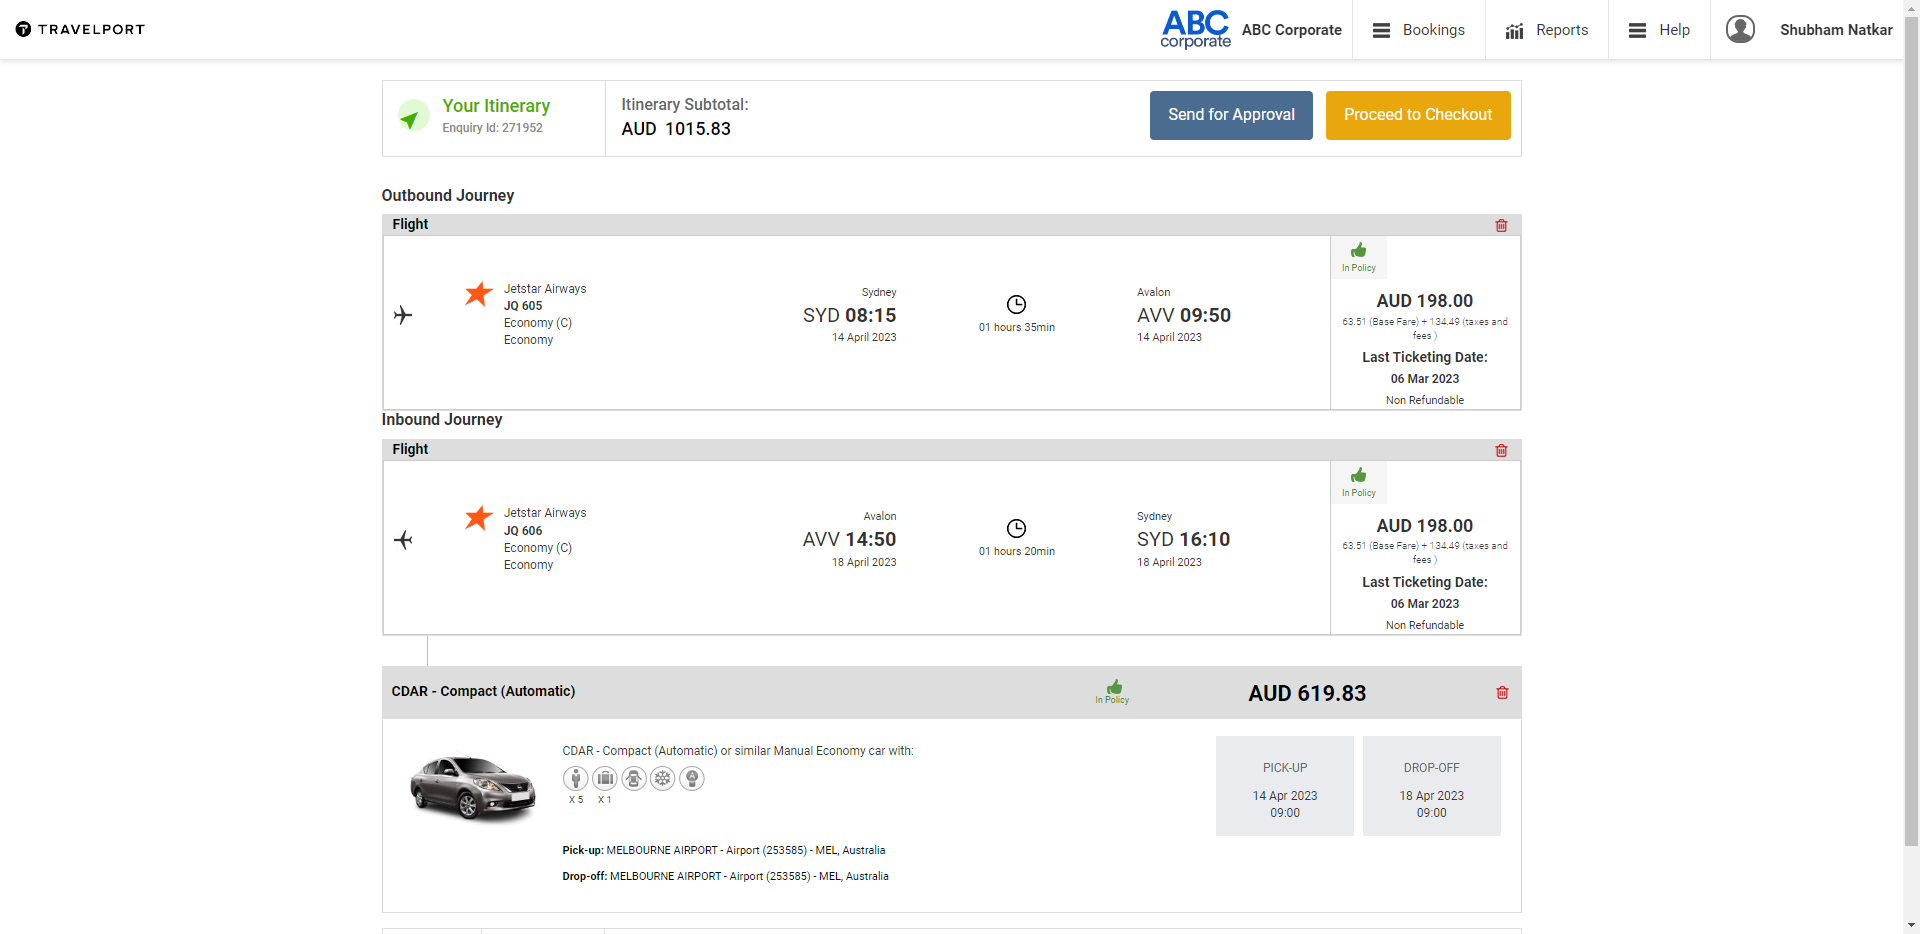 TRAVELPORT
ABC
corporate
ABC Corporate
Bookings
Reports
Help
Shubham Natkar
Your Itinerary
Enquiry Id: 271952
Itinerary Subtotal:
AUD 1015.83
Send for Approval
Proceed to Checkout
Outbound Journey
Flight
Jetstar Airways
JQ 605
Economy (C)
Economy
Sydney
SYD 08:15
14 April 2023
01 hours 35min
Avalon
AVV 09:50
14 April 2023
In Policy
AUD 198.00
63.51 (Base Fare) + 134.49 (taxes and
fees )
Last Ticketing Date:
06 Mar 2023
Non Refundable
Inbound Journey
Flight
Jetstar Airways
JQ 606
Economy (C)
Economy
Avalon
AVV 14:50
18 April 2023
01 hours 20min
Sydney
SYD 16:10
18 April 2023
In Policy
AUD 198.00
63.51 (Base Fare) + 134.49 (taxes and
fees )
Last Ticketing Date:
06 Mar 2023
Non Refundable
CDAR - Compact (Automatic)
In Policy
AUD 619.83
CDAR - Compact (Automatic) or similar Manual Economy car with:
X 5
X 1
A
PICK-UP
14 Apr 2023
09:00
DROP-OFF
18 Apr 2023
09:00
Pick-up: MELBOURNE AIRPORT - Airport (253585) - MEL, Australia
Drop-off: MELBOURNE AIRPORT - Airport (253585) - MEL, Australia